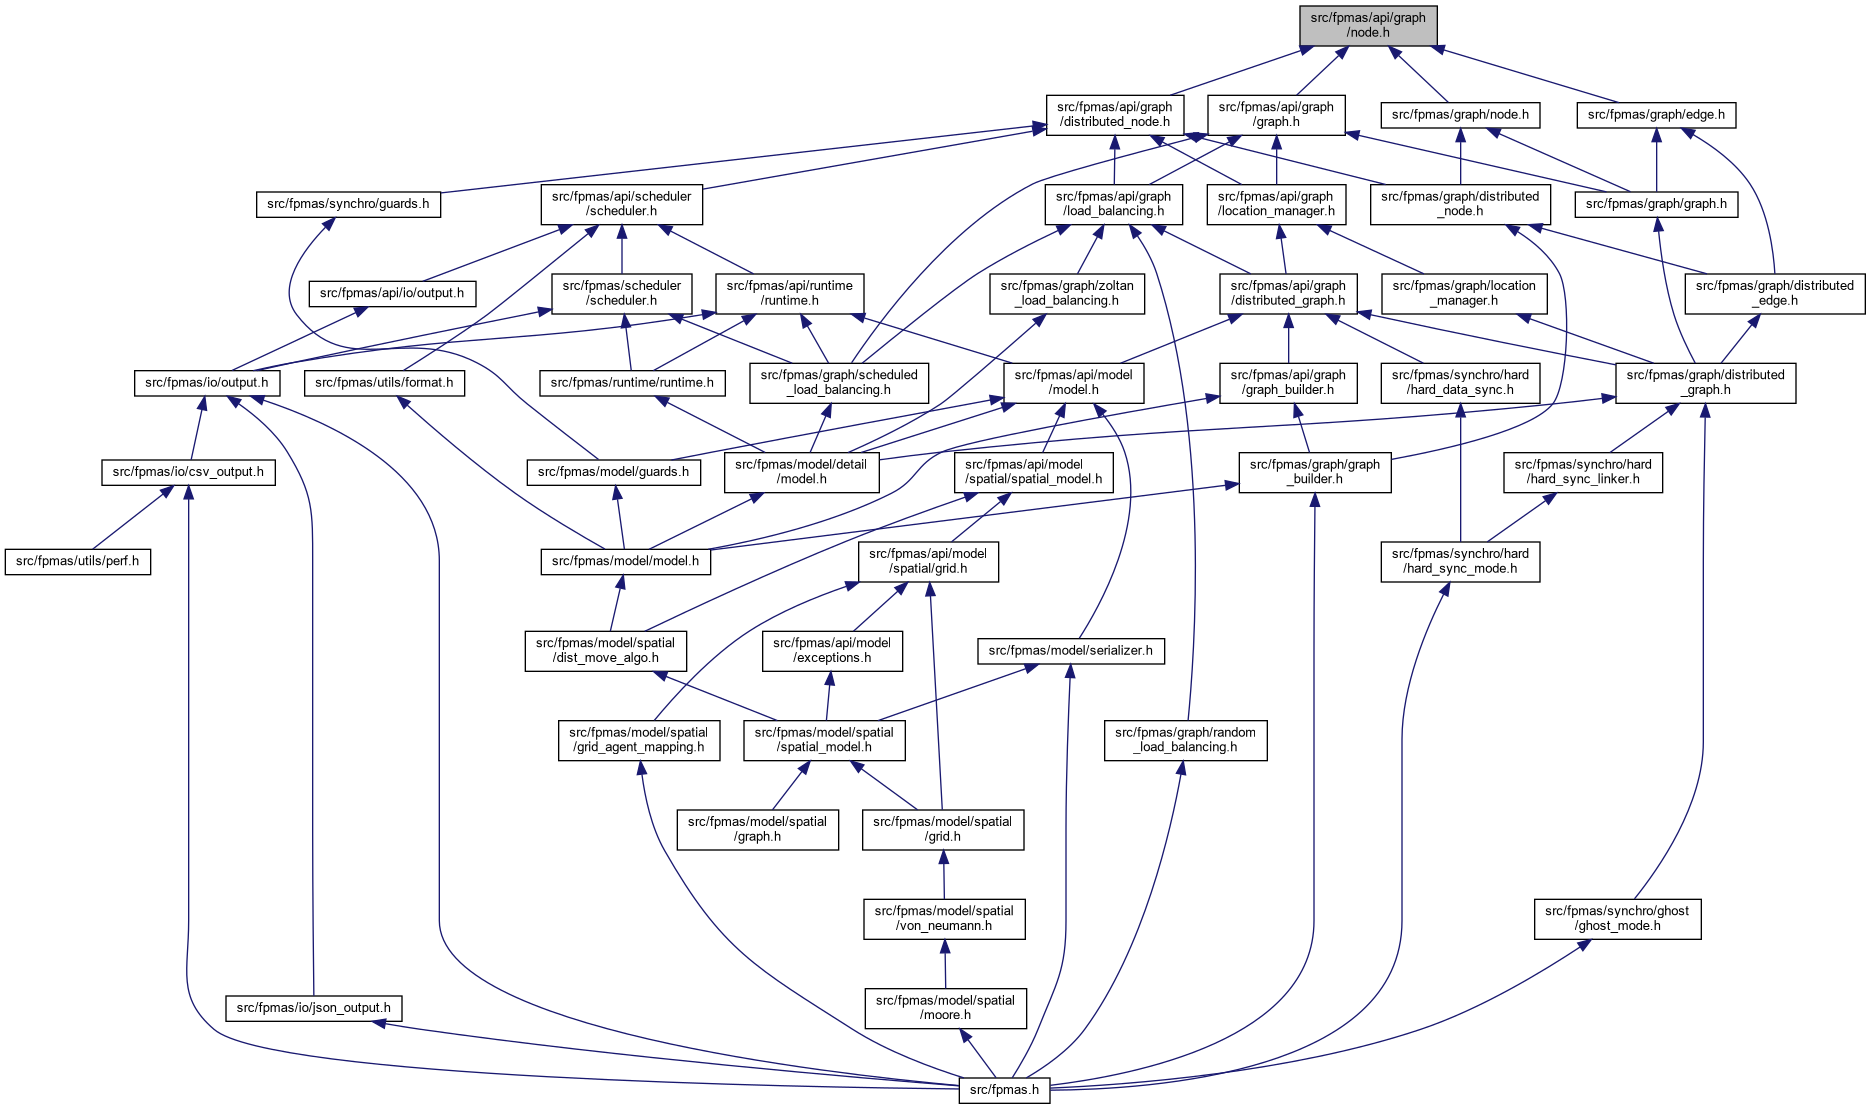 src/fpmas/api/graph
/node.h
src/fpmas/api/graph
/distributed_node.h
src/fpmas/api/graph
/graph.h
src/fpmas/graph/node.h
src/fpmas/graph/edge.h
src/fpmas/synchro/guards.h
src/fpmas/api/scheduler
/scheduler.h
src/fpmas/api/graph
/load_balancing.h
src/fpmas/api/graph
/location_manager.h
src/fpmas/graph/distributed
_node.h
src/fpmas/graph/graph.h
src/fpmas/api/io/output.h
src/fpmas/scheduler
/scheduler.h
src/fpmas/api/runtime
/runtime.h
src/fpmas/graph/zoltan
_load_balancing.h
src/fpmas/api/graph
/distributed_graph.h
src/fpmas/graph/location
_manager.h
src/fpmas/graph/distributed
_edge.h
src/fpmas/io/output.h
src/fpmas/utils/format.h
src/fpmas/runtime/runtime.h
src/fpmas/graph/scheduled
_load_balancing.h
src/fpmas/api/model
/model.h
src/fpmas/api/graph
/graph_builder.h
src/fpmas/synchro/hard
/hard_data_sync.h
src/fpmas/graph/distributed
_graph.h
src/fpmas/io/csv_output.h
src/fpmas/model/guards.h
src/fpmas/model/detail
/model.h
src/fpmas/api/model
/spatial/spatial_model.h
src/fpmas/graph/graph
_builder.h
src/fpmas/synchro/hard
/hard_sync_linker.h
src/fpmas/utils/perf.h
src/fpmas/model/model.h
src/fpmas/api/model
/spatial/grid.h
src/fpmas/synchro/hard
/hard_sync_mode.h
src/fpmas/model/spatial
/dist_move_algo.h
src/fpmas/api/model
/exceptions.h
src/fpmas/model/serializer.h
src/fpmas/model/spatial
/grid_agent_mapping.h
src/fpmas/model/spatial
/spatial_model.h
src/fpmas/graph/random
_load_balancing.h
src/fpmas/model/spatial
/graph.h
src/fpmas/model/spatial
/grid.h
src/fpmas/model/spatial
/von_neumann.h
src/fpmas/synchro/ghost
/ghost_mode.h
src/fpmas/io/json_output.h
src/fpmas/model/spatial
/moore.h
src/fpmas.h